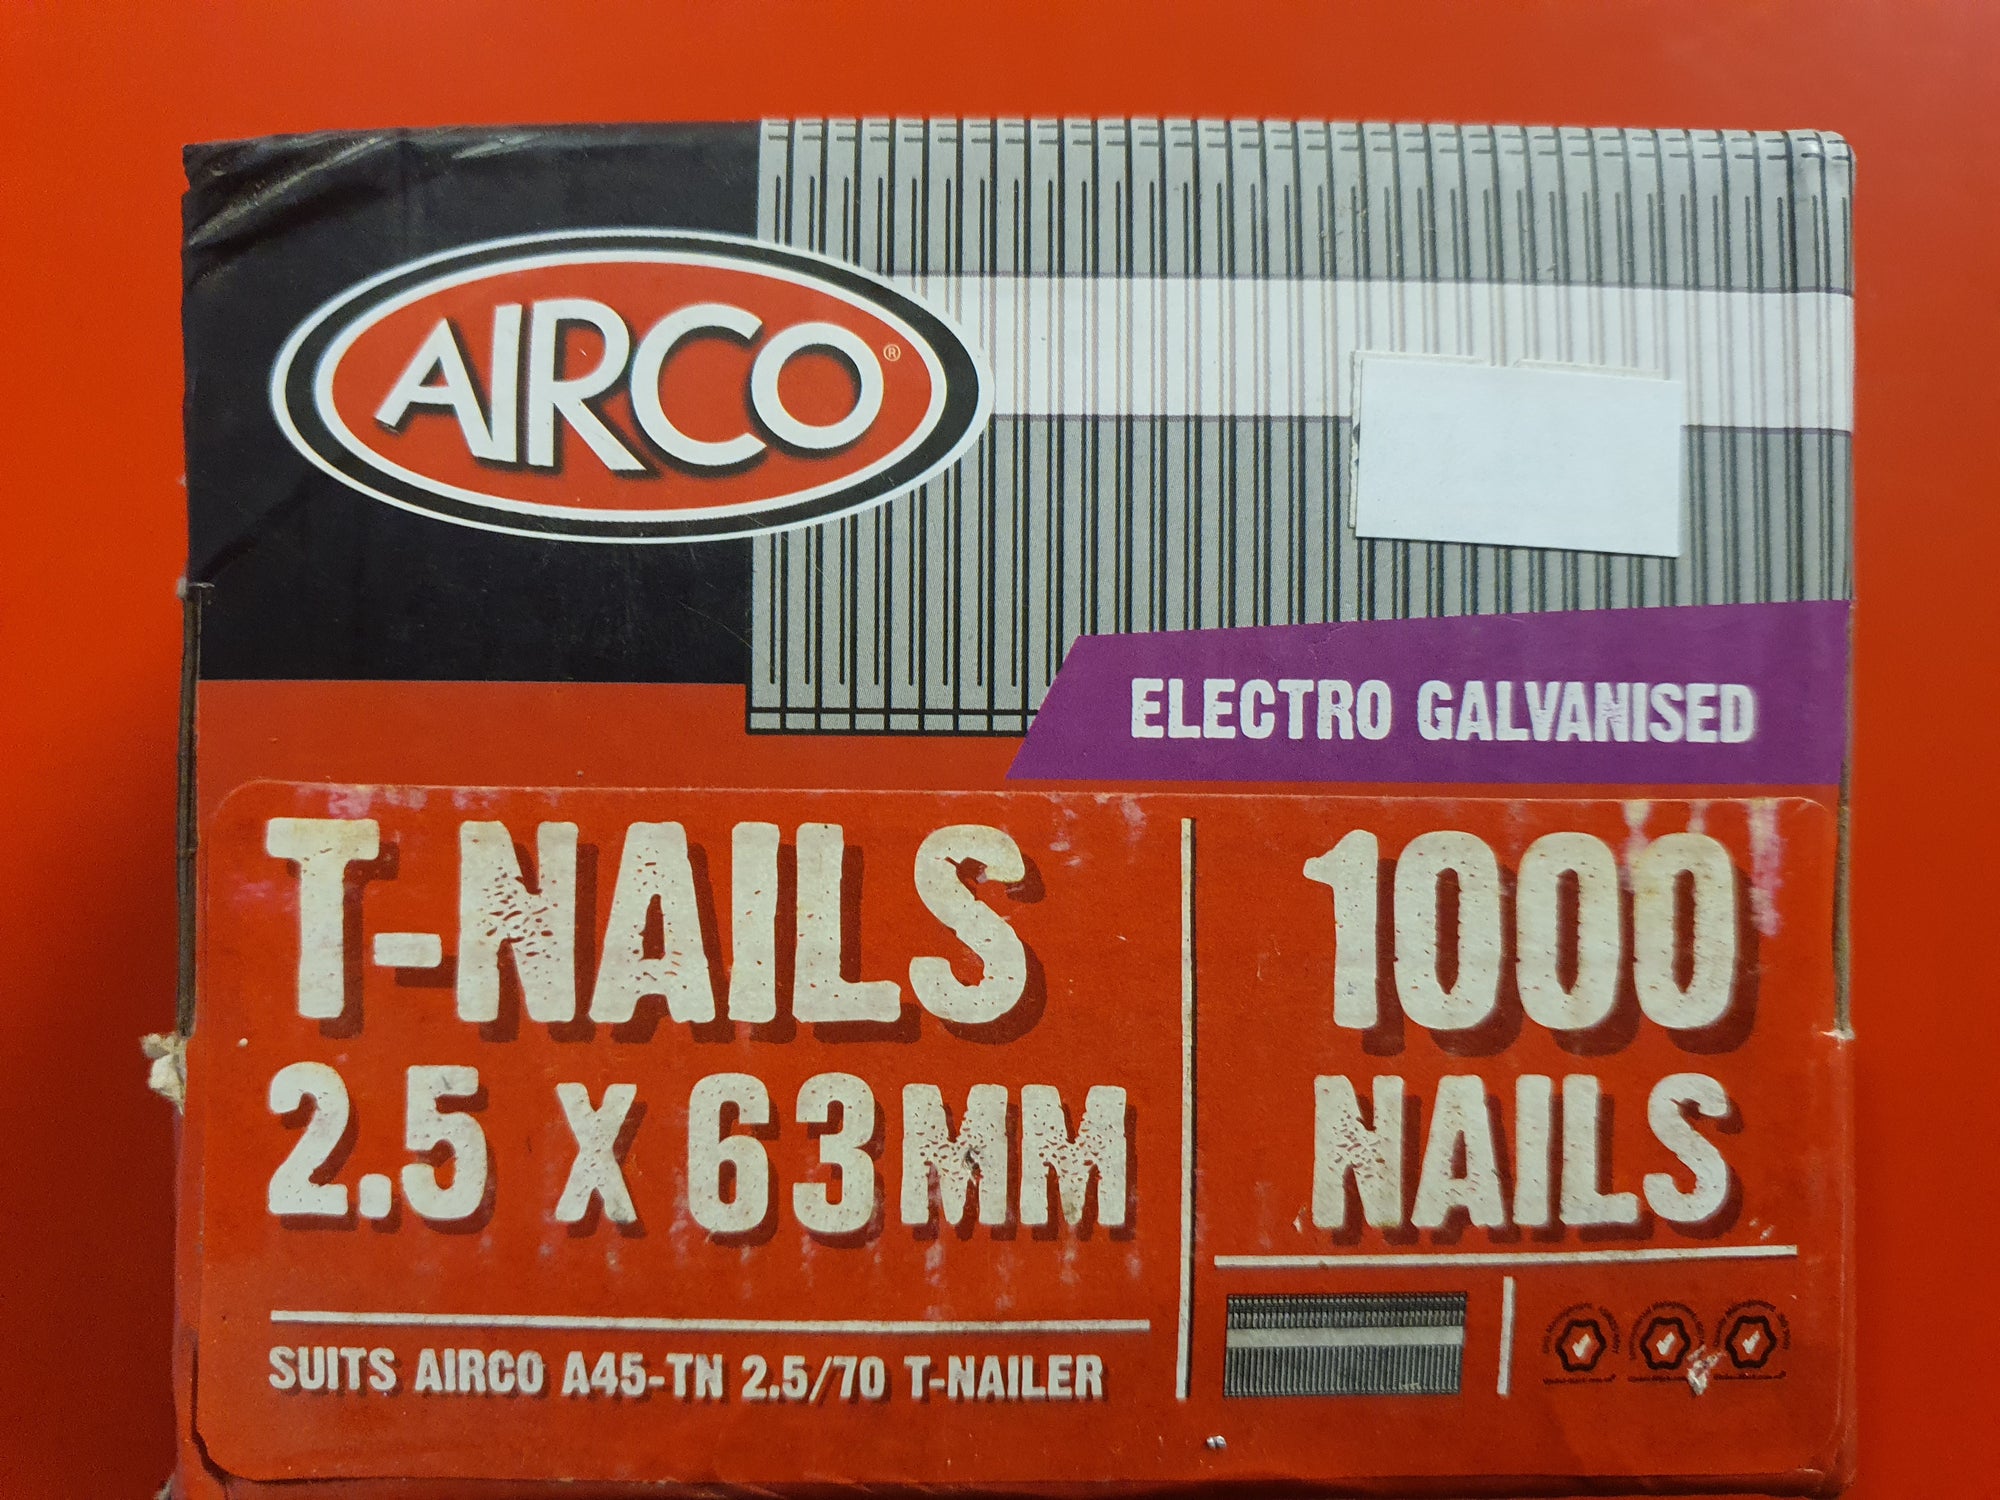 AIRCO®
ELECTRO GALVANISED
T-NAILS
2.5 X 63MM
SUITS AIRCO A45-TN 2.5/70 T-NAILER
1000
NAILS